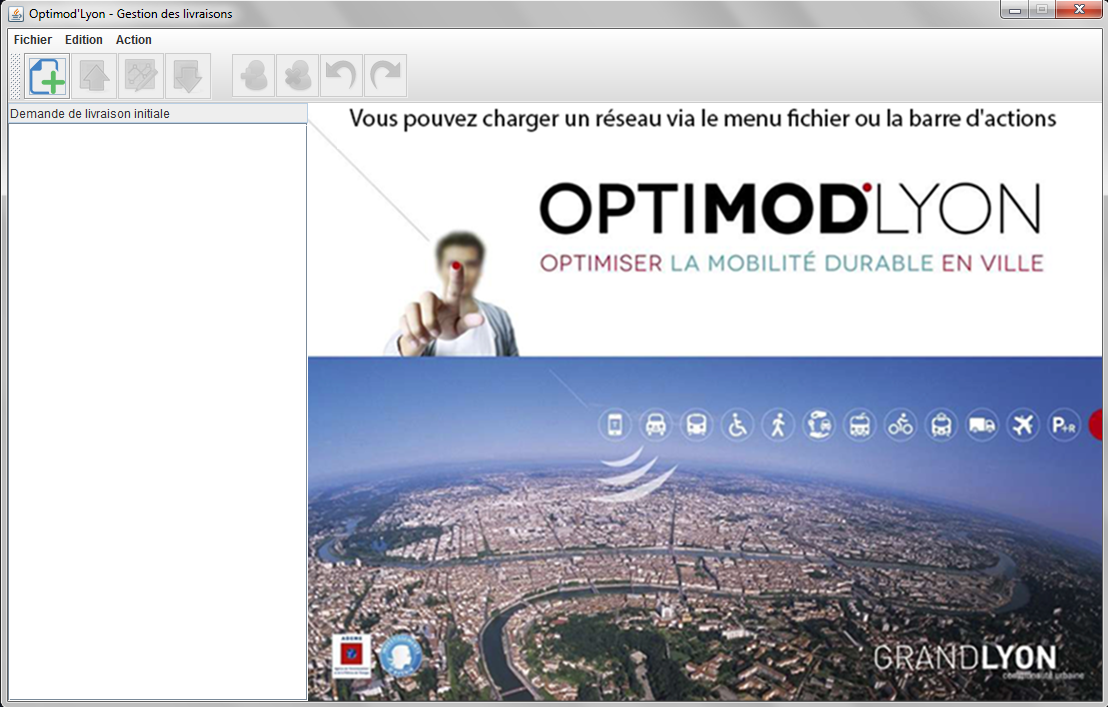 Optimod'Lyon - Gestion des livraisons
Fichier Edition Action
Demande de livraison initiale
Vous pouvez charger un réseau via le menu fichier ou la barre d'actions
OPTIMOD'LYON
OPTIMISER LA MOBILITÉ DURABLE EN VILLE
P+R
ADEME
GRANDLYON
communauté urbaine